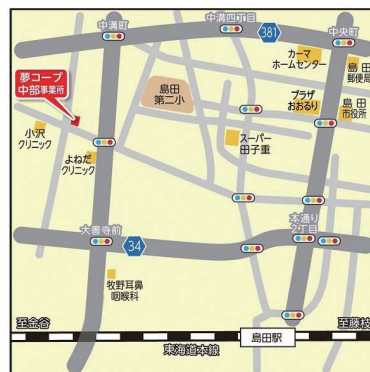 中溝町
中溝四丁目
381
中央町
カーマ
ホームセンター
島田
郵便局
夢コープ
中部事業所
島田
第二小
プラザ
おおるり
島田
市役所
小沢
クリニック
よねだ
クリニック
スーパー
田子重
大善寺前
34
本通り
2丁目
牧野耳鼻
咽喉科
至金谷
東海道本線
島田駅
至藤枝